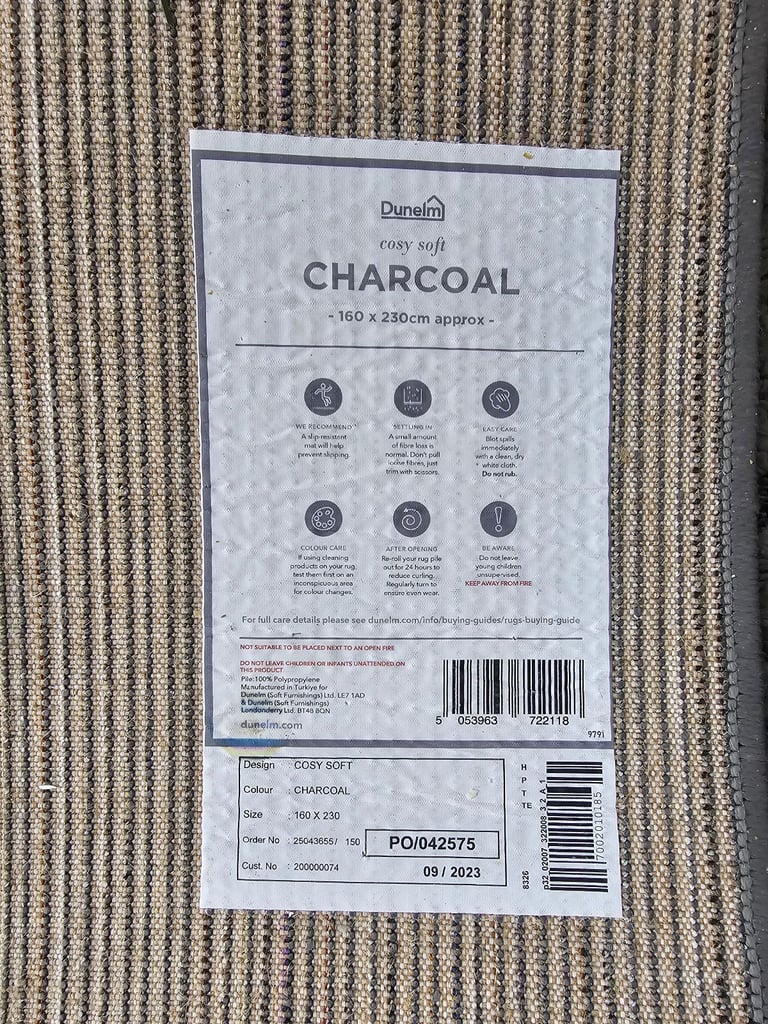 Dunelm
cosy soft
CHARCOAL
- 160 x 230cm approx -
WE RECOMMEND
A slip-resistant
mat will help
prevent slipping.
SETTLING IN
A small amount
of fibre loss is
normal. Don't pull
loose fibres, just
trim with scissors.
EASY CARE
Blot spills
immediately
with a clean, dry
white cloth.
Do not rub.
COLOUR CARE
If using cleaning
products on your rug,
test them first on an
inconspicuous area
for colour changes.
AFTER OPENING
Re-roll your rug pile
out for 24 hours to
reduce curling.
Regularly turn to
ensure even wear.
BE AWARE
Do not leave
young children
unsupervised.
KEEP AWAY FROM FIRE
For full care details please see dunelm.com/info/buying-guides/rugs-buying-guide
NOT SUITABLE TO BE PLACED NEXT TO AN OPEN FIRE
DO NOT LEAVE CHILDREN OR INFANTS UNATTENDED ON
THIS PRODUCT
Pile: 100% Polypropylene
Manufactured in Turkiye for
Dunelm (Soft Furnishings) Ltd. LE7 1AD
& Dunelm (Soft Furnishings)
Londonderry Ltd. BT48 8QN
dunelm.com
5 053963 722118
9791
Design : COSY SOFT
Colour : CHARCOAL
Size : 160 X 230
Order No : 25043655/ 150
PO/042575
Cust. No : 200000074
09 / 2023
H
P
T
TE
8326
p32 02007 322008 3 2 A 1
7002010185